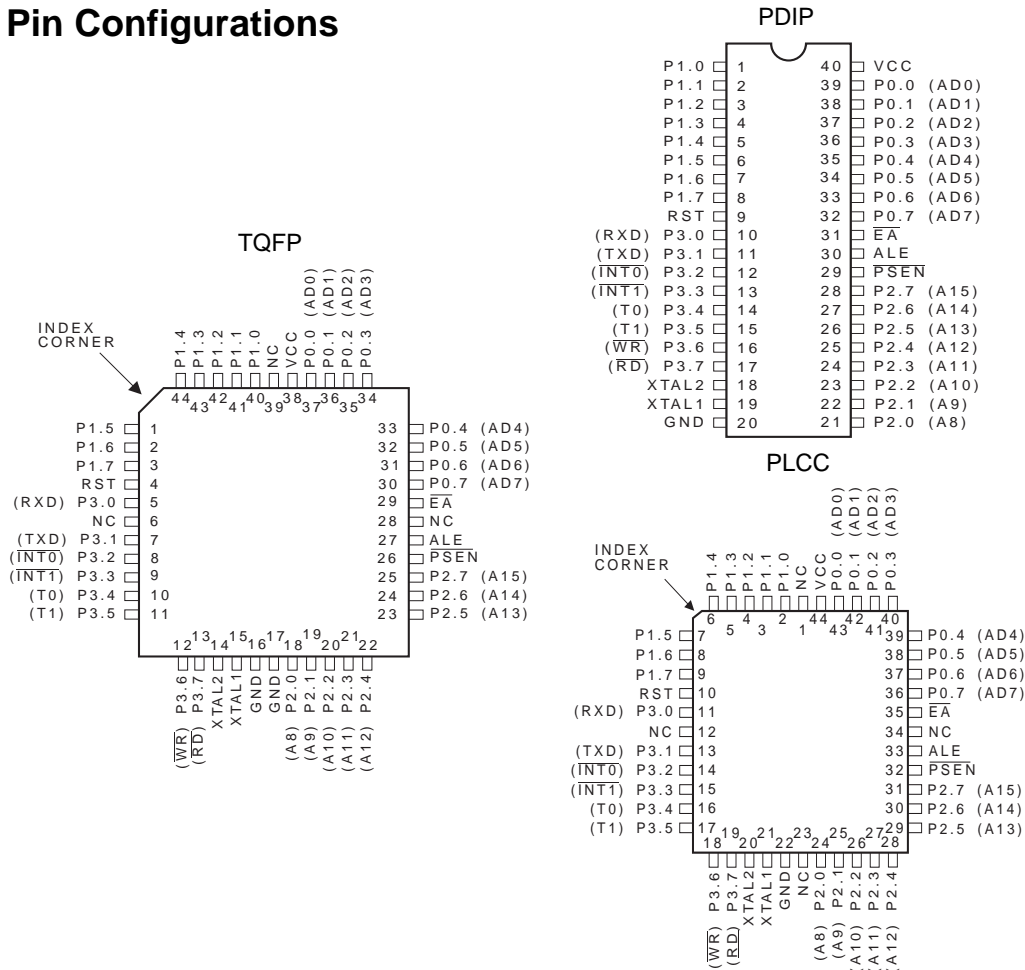 Pin Configurations
PDIP
P1.0 1 40 VCC
P1.1 2 39 P0.0 (AD0)
P1.2 3 38 P0.1 (AD1)
P1.3 4 37 P0.2 (AD2)
P1.4 5 36 P0.3 (AD3)
P1.5 6 35 P0.4 (AD4)
P1.6 7 34 P0.5 (AD5)
P1.7 8 33 P0.6 (AD6)
RST 9 32 P0.7 (AD7)
(RXD) P3.0 10 31 EA
(TXD) P3.1 11 30 ALE
(INT0) P3.2 12 29 PSEN
(INT1) P3.3 13 28 P2.7 (A15)
(T0) P3.4 14 27 P2.6 (A14)
(T1) P3.5 15 26 P2.5 (A13)
(WR) P3.6 16 25 P2.4 (A12)
(RD) P3.7 17 24 P2.3 (A11)
XTAL2 18 23 P2.2 (A10)
XTAL1 19 22 P2.1 (A9)
GND 20 21 P2.0 (A8)
TQFP
INDEX
CORNER
P1.4
P1.3
P1.2
P1.1
P1.0
NC
VCC
P0.0 (AD0)
P0.1 (AD1)
P0.2 (AD2)
P0.3 (AD3)
44 43 42 41 40 39 38 37 36 35 34
P1.5 1 33 P0.4 (AD4)
P1.6 2 32 P0.5 (AD5)
P1.7 3 31 P0.6 (AD6)
RST 4 30 P0.7 (AD7)
(RXD) P3.0 5 29 EA
NC 6 28 NC
(TXD) P3.1 7 27 ALE
(INT0) P3.2 8 26 PSEN
(INT1) P3.3 9 25 P2.7 (A15)
(T0) P3.4 10 24 P2.6 (A14)
(T1) P3.5 11 23 P2.5 (A13)
12 13 14 15 16 17 18 19 20 21 22
(WR) P3.6
(RD) P3.7
XTAL2
XTAL1
GND
GND
(A8) P2.0
(A9) P2.1
(A10) P2.2
(A11) P2.3
(A12) P2.4
PLCC
INDEX
CORNER
P1.4
P1.3
P1.2
P1.1
P1.0
NC
VCC
P0.0 (AD0)
P0.1 (AD1)
P0.2 (AD2)
P0.3 (AD3)
6 5 4 3 2 1 44 43 42 41 40
P1.5 7 39 P0.4 (AD4)
P1.6 8 38 P0.5 (AD5)
P1.7 9 37 P0.6 (AD6)
RST 10 36 P0.7 (AD7)
(RXD) P3.0 11 35 EA
NC 12 34 NC
(TXD) P3.1 13 33 ALE
(INT0) P3.2 14 32 PSEN
(INT1) P3.3 15 31 P2.7 (A15)
(T0) P3.4 16 30 P2.6 (A14)
(T1) P3.5 17 29 P2.5 (A13)
18 19 20 21 22 23 24 25 26 27 28
(WR) P3.6
(RD) P3.7
XTAL2
XTAL1
GND
NC
(A8) P2.0
(A9) P2.1
A10) P2.2
A11) P2.3
A12) P2.4